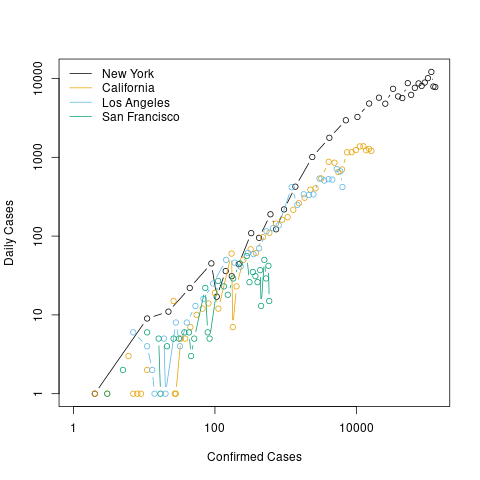 New York
California
Los Angeles
San Francisco
Daily Cases
10000
1000
100
10
1
1
100
10000
Confirmed Cases